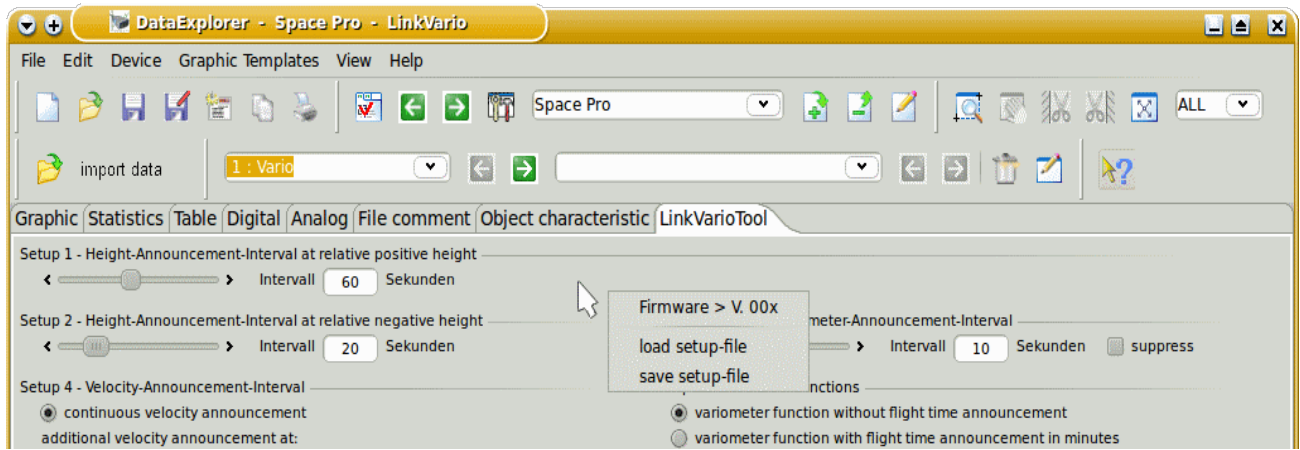 DataExplorer - Space Pro - LinkVario
File Edit Device Graphic Templates View Help
Space Pro ALL
import data 1 : Vario
Graphic Statistics Table Digital Analog File comment Object characteristic LinkVarioTool
Setup 1 - Height-Announcement-Interval at relative positive height
Intervall 60 Sekunden
Firmware > V. 00x
Setup 2 - Height-Announcement-Interval at relative negative height
meter-Announcement-Interval
Intervall 20 Sekunden
load setup-file
Intervall 10 Sekunden suppress
save setup-file
Setup 4 - Velocity-Announcement-Interval
nctions
continuous velocity announcement
variometer function without flight time announcement
additional velocity announcement at:
variometer function with flight time announcement in minutes